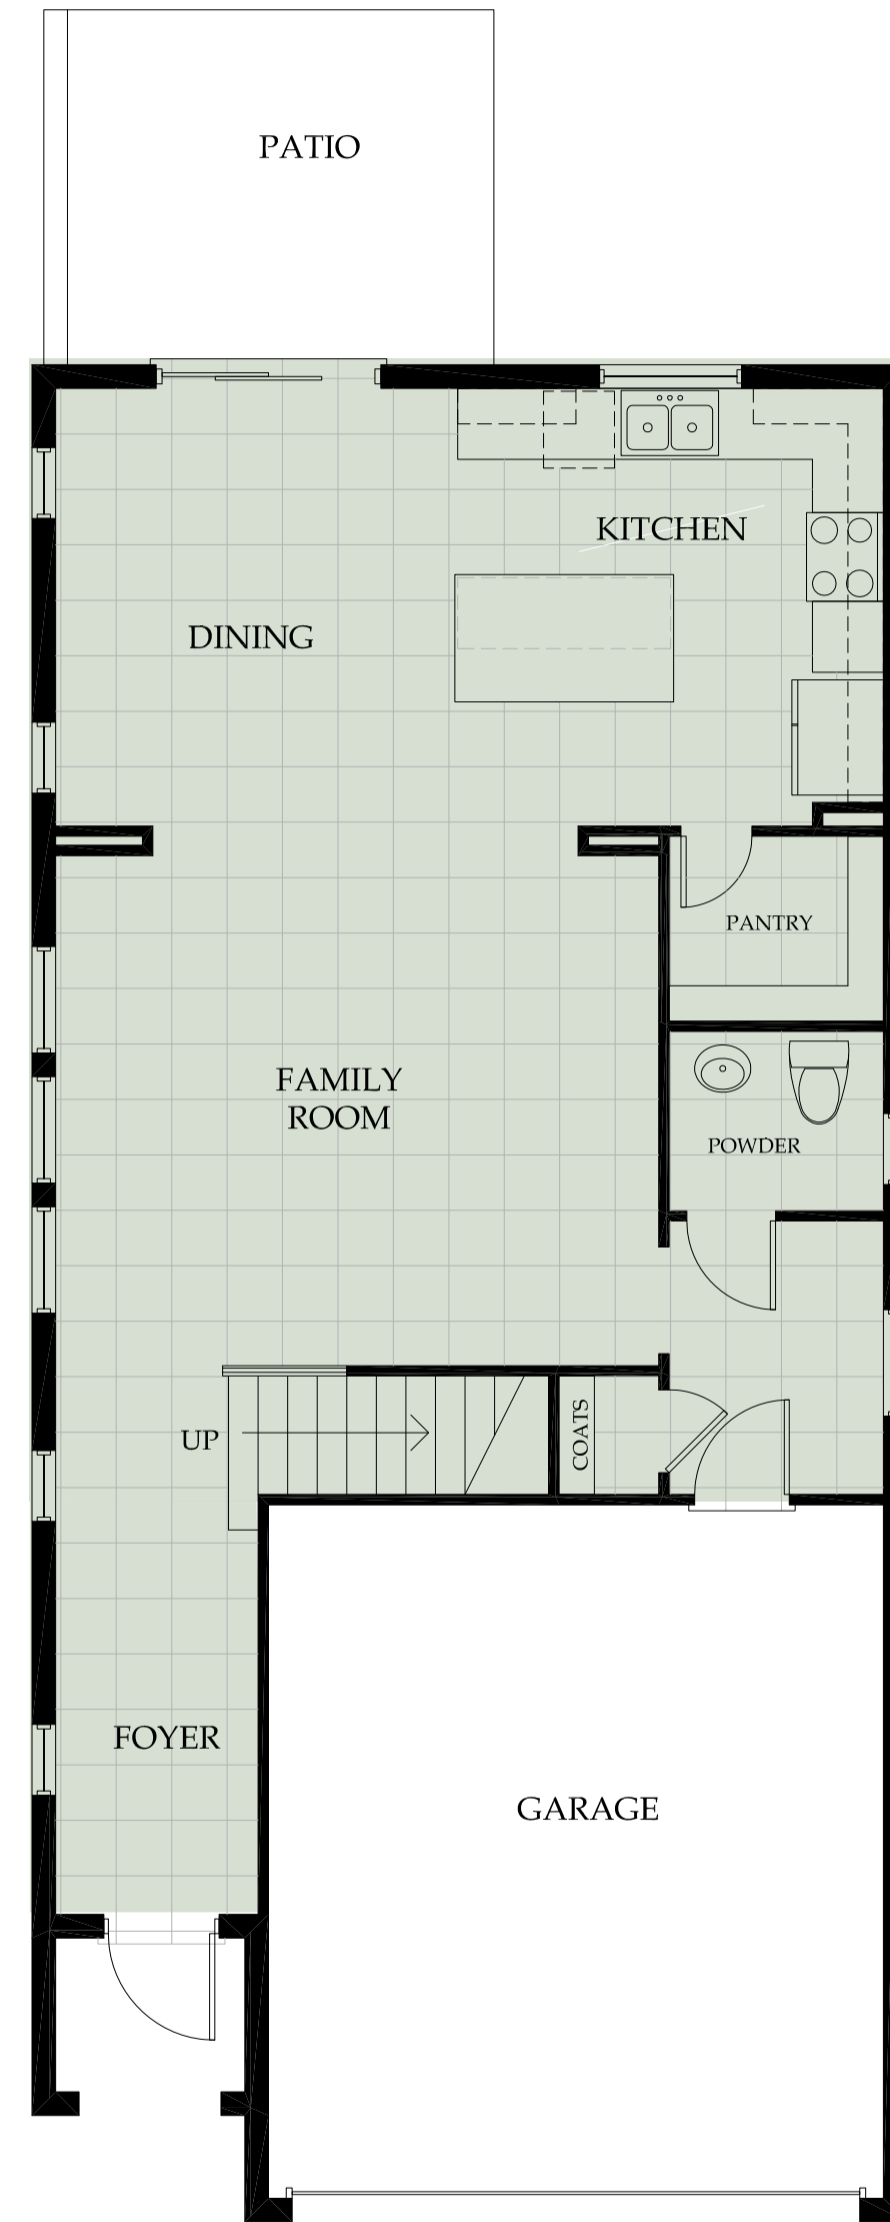 PATIO
KITCHEN
DINING
PANTRY
FAMILY
ROOM
POWDER
UP
COATS
FOYER
GARAGE